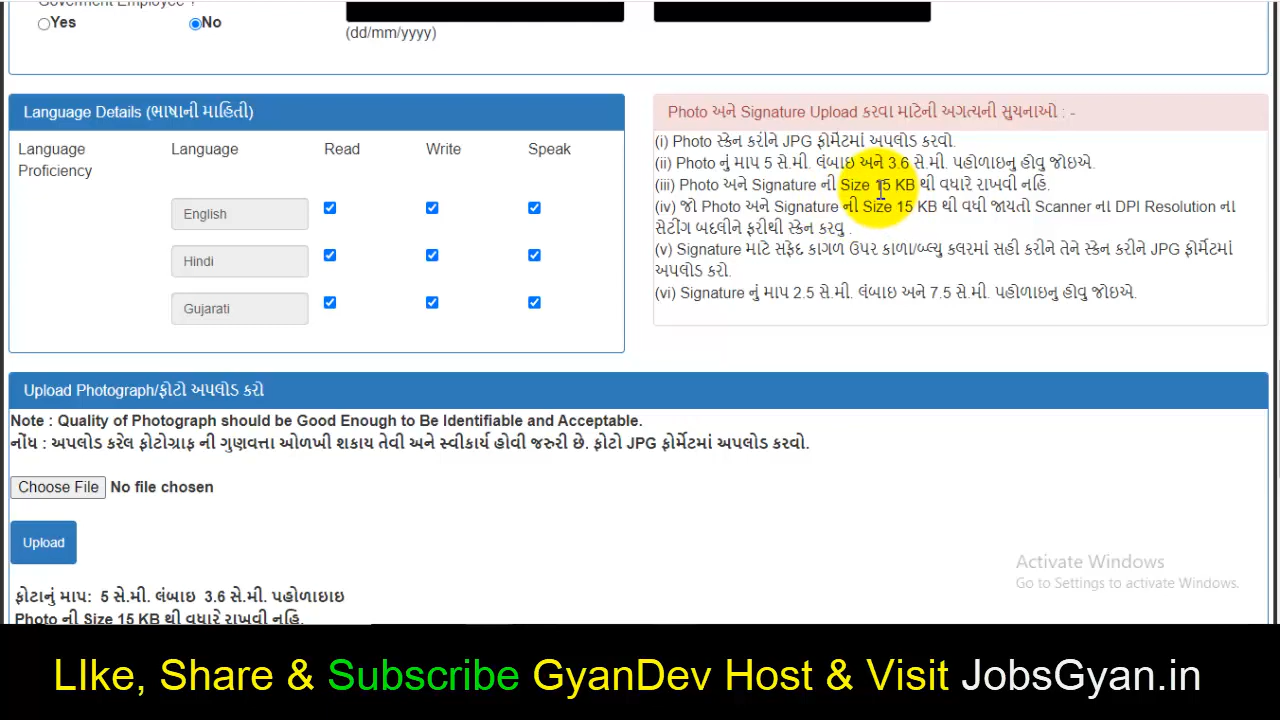 Goverment Employee ?
Yes
No
(dd/mm/yyyy)
Language Details (ભાષાની માહિતી)
Language Proficiency
Language
Read
Write
Speak
English
Hindi
Gujarati
Photo અને Signature Upload કરવા માટેની અગત્યની સુચનાઓ : -
(i) Photo સ્કેન કરીને JPG ફોર્મેટમાં અપલોડ કરવો.
(ii) Photo નું માપ 5 સે.મી. લંબાઇ અને 3.6 સે.મી. પહોળાઇનુ હોવુ જોઇએ.
(iii) Photo અને Signature ની Size 15 KB થી વધારે રાખવી નહિ.
(iv) જો Photo અને Signature ની Size 15 KB થી વધી જાયતો Scanner ના DPI Resolution ના
સેટીંગ બદલીને ફરીથી સ્કેન કરવુ .
(v) Signature માટે સફેદ કાગળ ઉપર કાળા/બ્લ્યુ કલરમાં સહી કરીને તેને સ્કેન કરીને JPG ફોર્મેટમાં
અપલોડ કરો.
(vi) Signature નું માપ 2.5 સે.મી. લંબાઇ અને 7.5 સે.મી. પહોળાઇનુ હોવુ જોઇએ.
Upload Photograph/ફોટો અપલોડ કરો
Note : Quality of Photograph should be Good Enough to Be Identifiable and Acceptable.
નોંધ : અપલોડ કરેલ ફોટોગ્રાફ ની ગુણવત્તા ઓળખી શકાય તેવી અને સ્વીકાર્ય હોવી જરુરી છે. ફોટો JPG ફોર્મેટમાં અપલોડ કરવો.
Choose File No file chosen
Upload
Activate Windows
Go to Settings to activate Windows.
ફોટાનું માપ: 5 સે.મી. લંબાઇ 3.6 સે.મી. પહોળાઇાઇ
Photo ની Size 15 KB થી વધારે રાખવી નહિ.
LIke, Share & Subscribe GyanDev Host & Visit JobsGyan.in